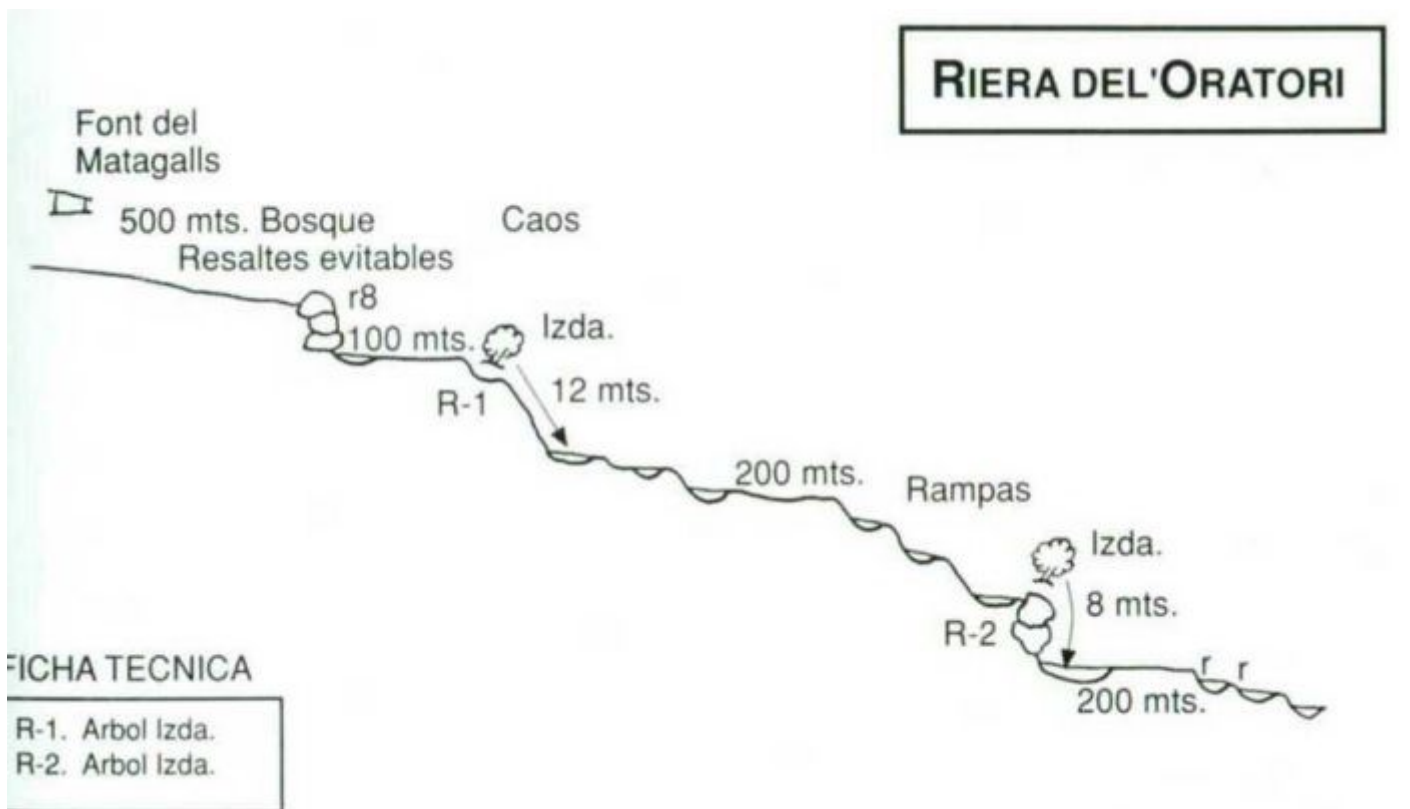 RIERA DEL'ORATORI
Font del
Matagalls
500 mts. Bosque
Caos
Resaltes evitables
r8
100 mts.
Izda.
12 mts.
R-1
200 mts.
Rampas
Izda.
8 mts.
R-2
r r
200 mts.
FICHA TECNICA
R-1. Arbol Izda.
R-2. Arbol Izda.